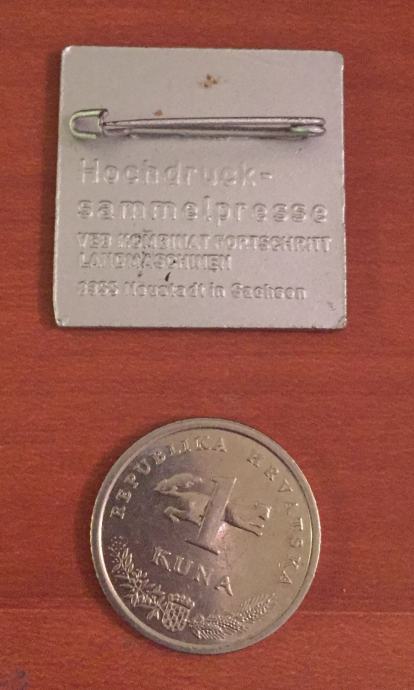 Hochdruck-
sammelpresse
VEB KOMBINAT FORTSCHRITT
LANDMASCHINEN
8355 Neustadt in Sachsen
REPUBLIKA HRVATSKA
1
KUNA